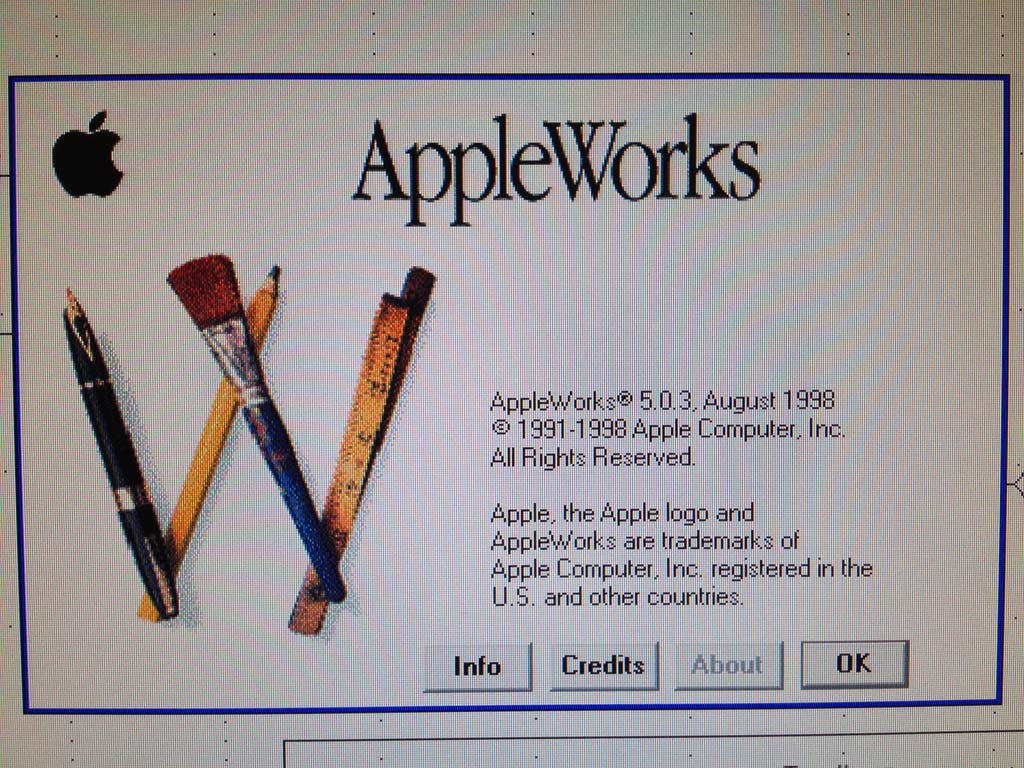 AppleWorks
AppleWorks® 5.0.3, August 1998
© 1991-1998 Apple Computer, Inc.
All Rights Reserved.
Apple, the Apple logo and
AppleWorks are trademarks of
Apple Computer, Inc. registered in the
U.S. and other countries.
Info Credits About OK